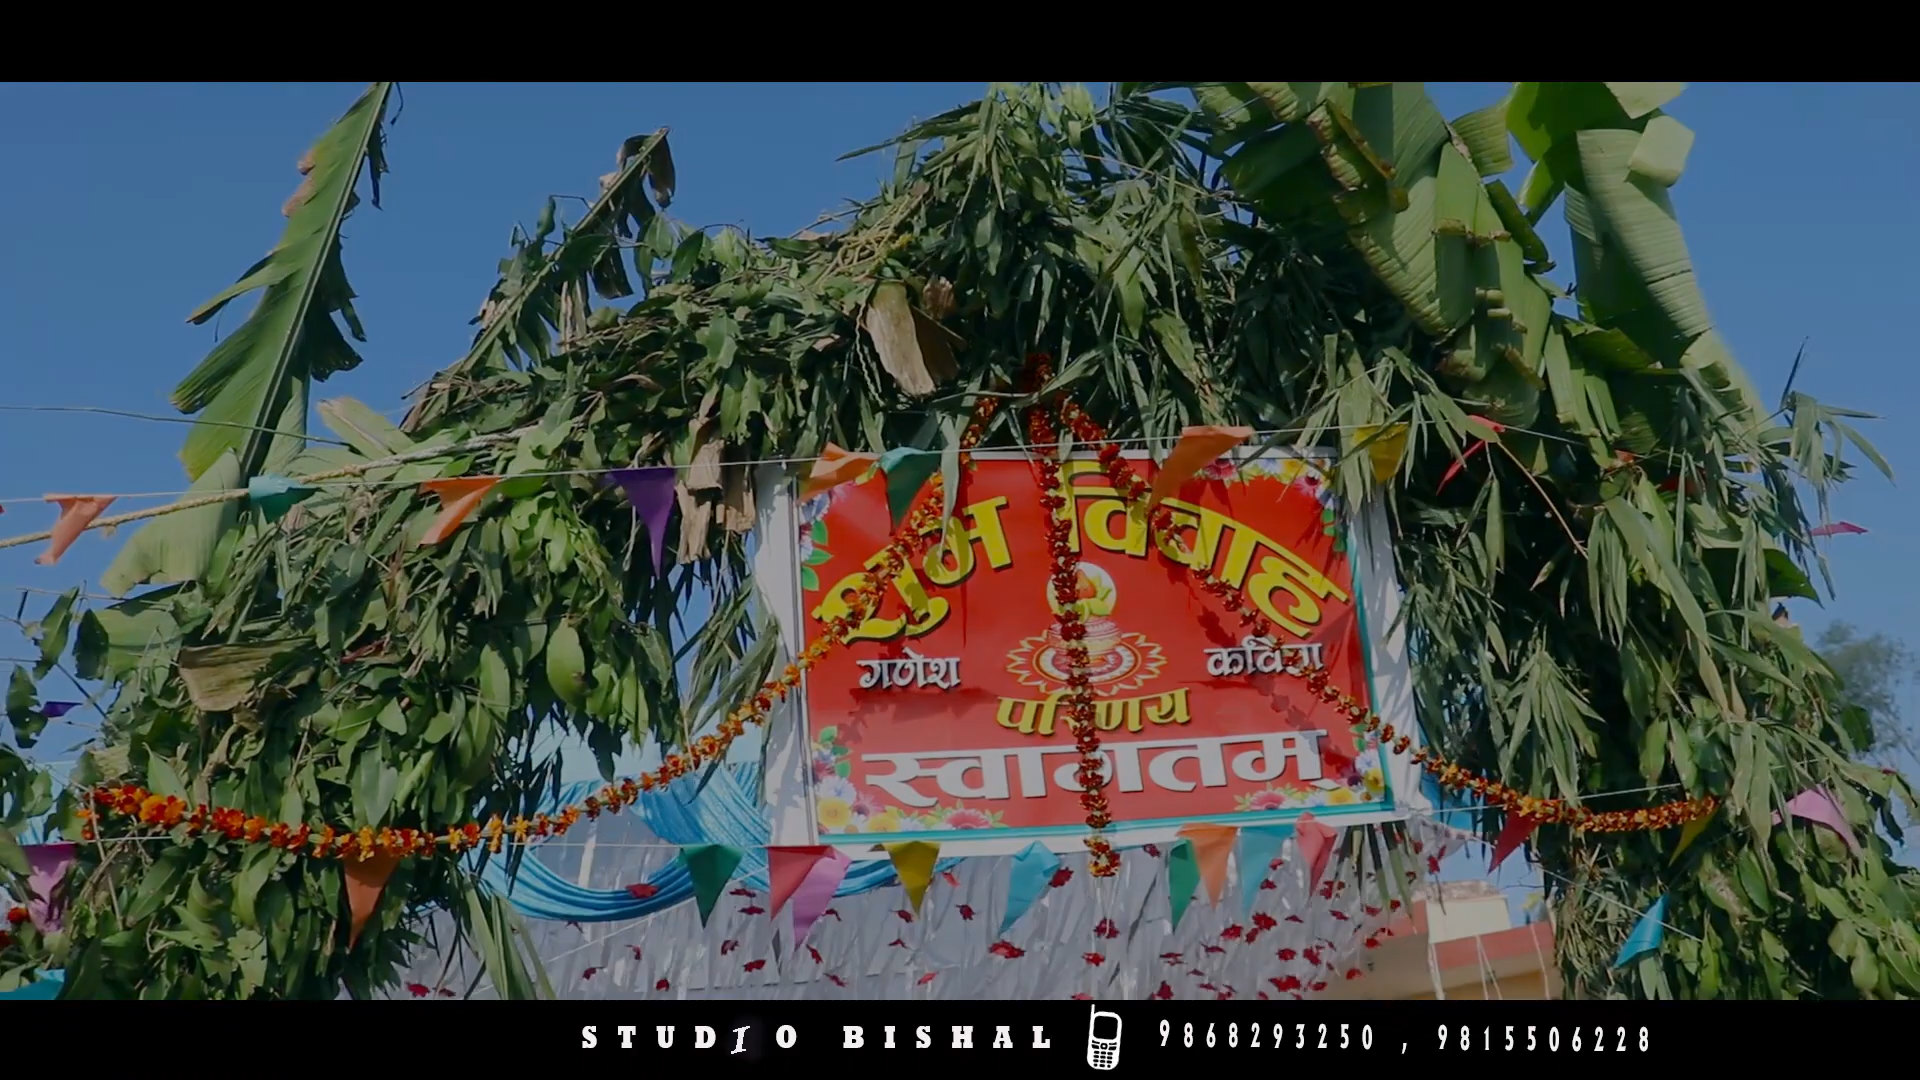 शुभ विवाह
गणेश कविता
परिणय
स्वागतम्
STUDIO BISHAL 9868293250 , 9815506228